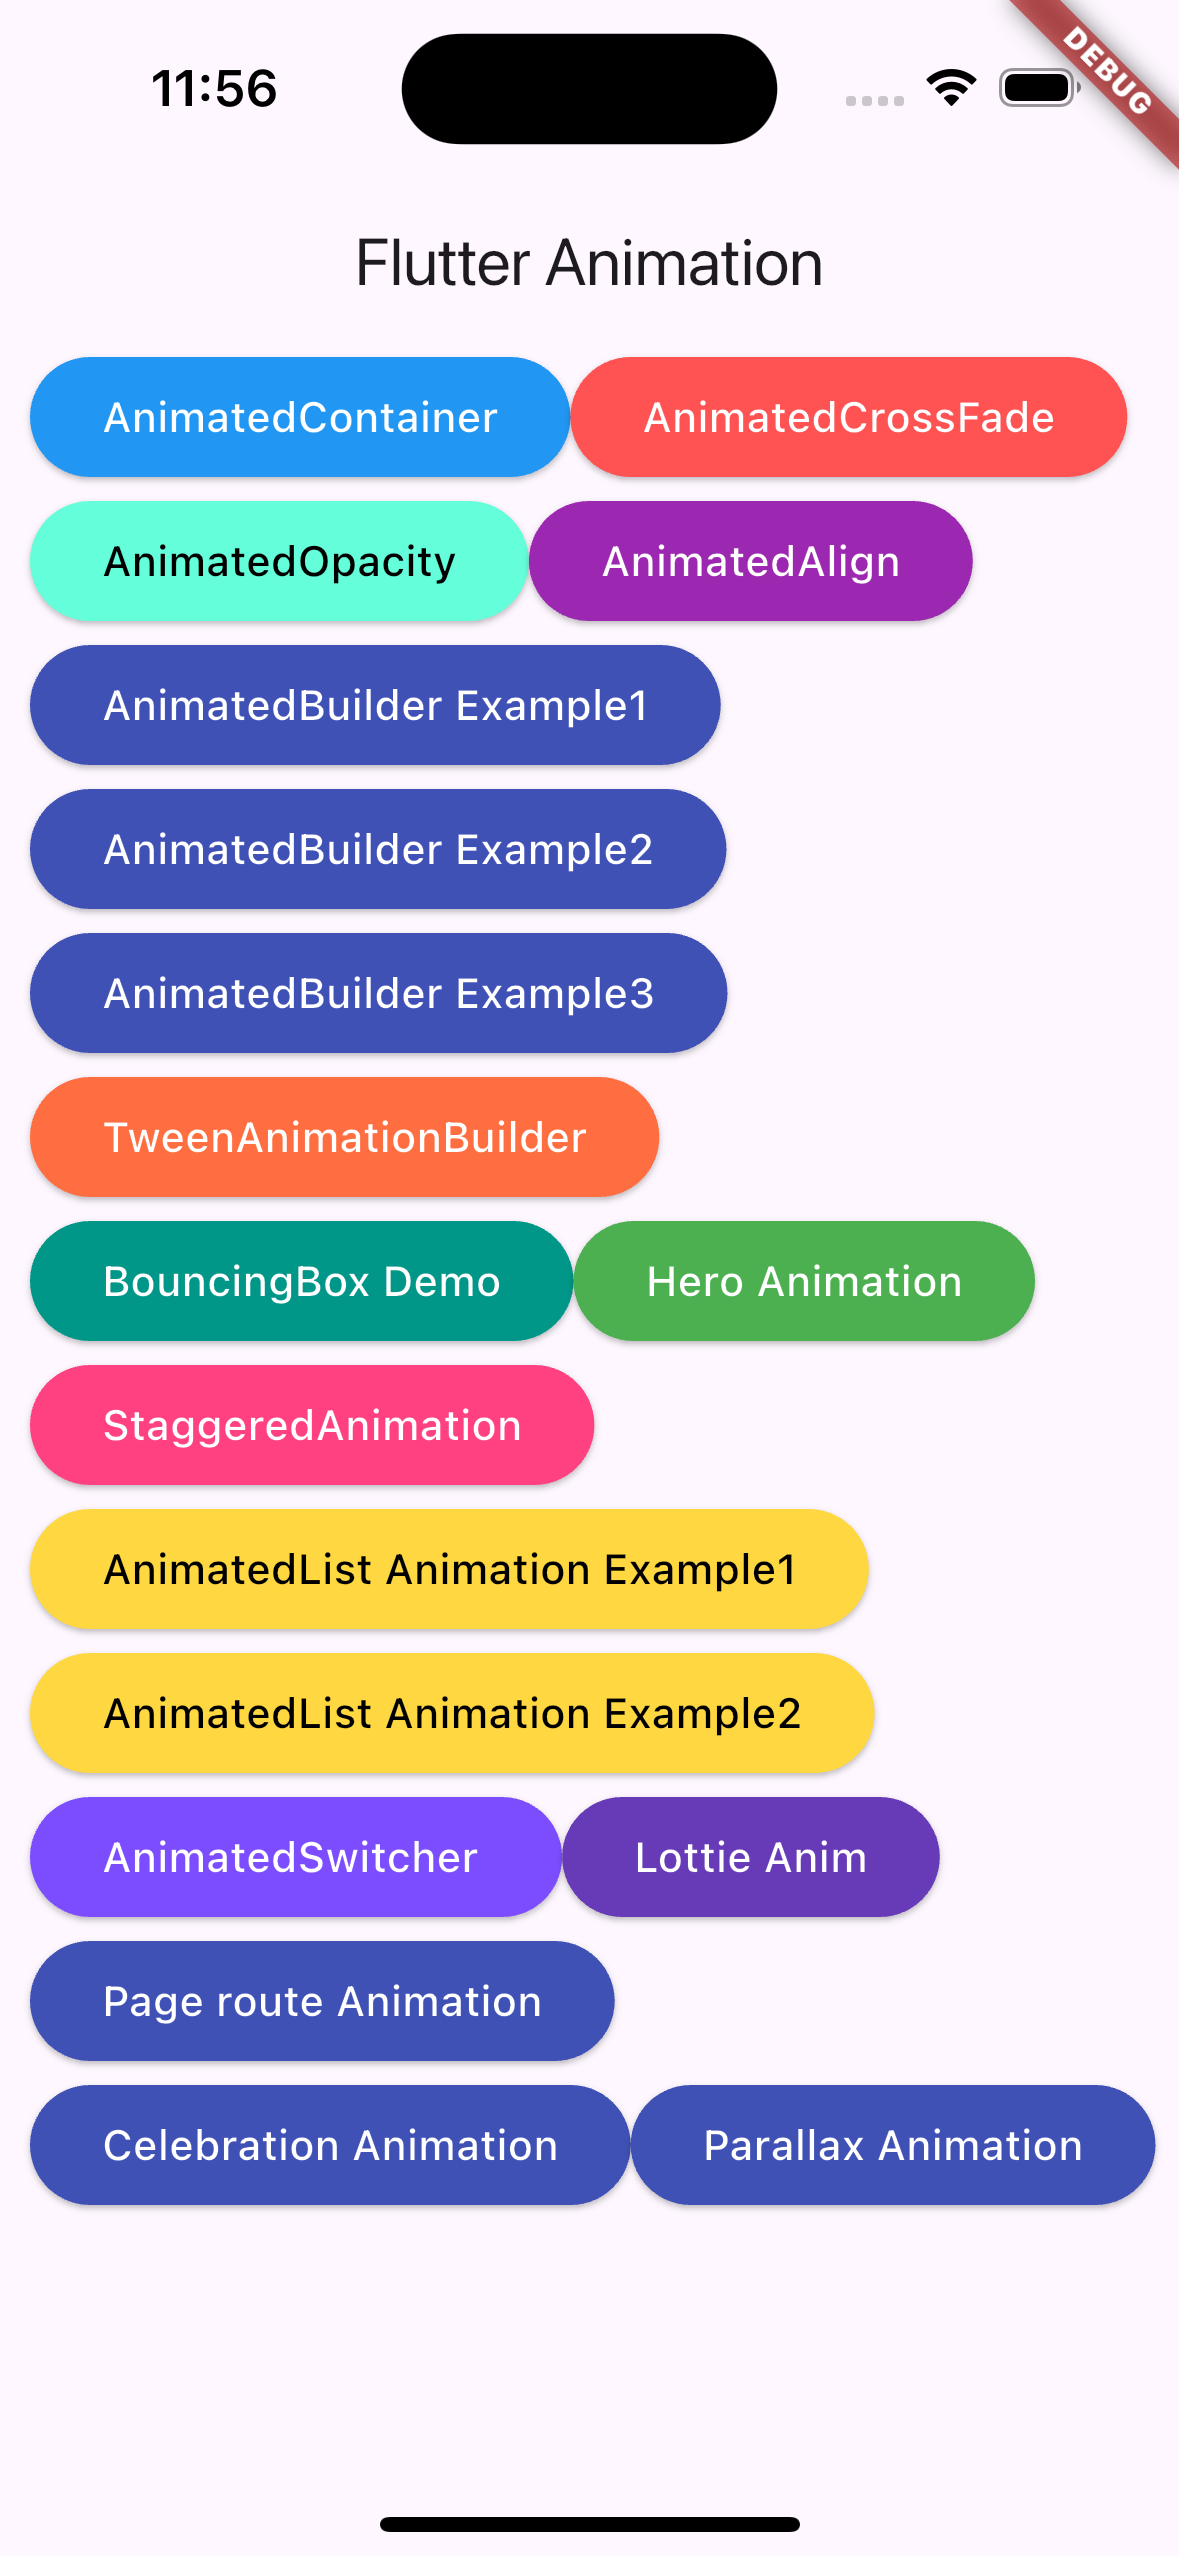 11:56
DEBUG
Flutter Animation
AnimatedContainer AnimatedCrossFade
AnimatedOpacity AnimatedAlign
AnimatedBuilder Example1
AnimatedBuilder Example2
AnimatedBuilder Example3
TweenAnimationBuilder
BouncingBox Demo Hero Animation
StaggeredAnimation
AnimatedList Animation Example1
AnimatedList Animation Example2
AnimatedSwitcher Lottie Anim
Page route Animation
Celebration Animation Parallax Animation